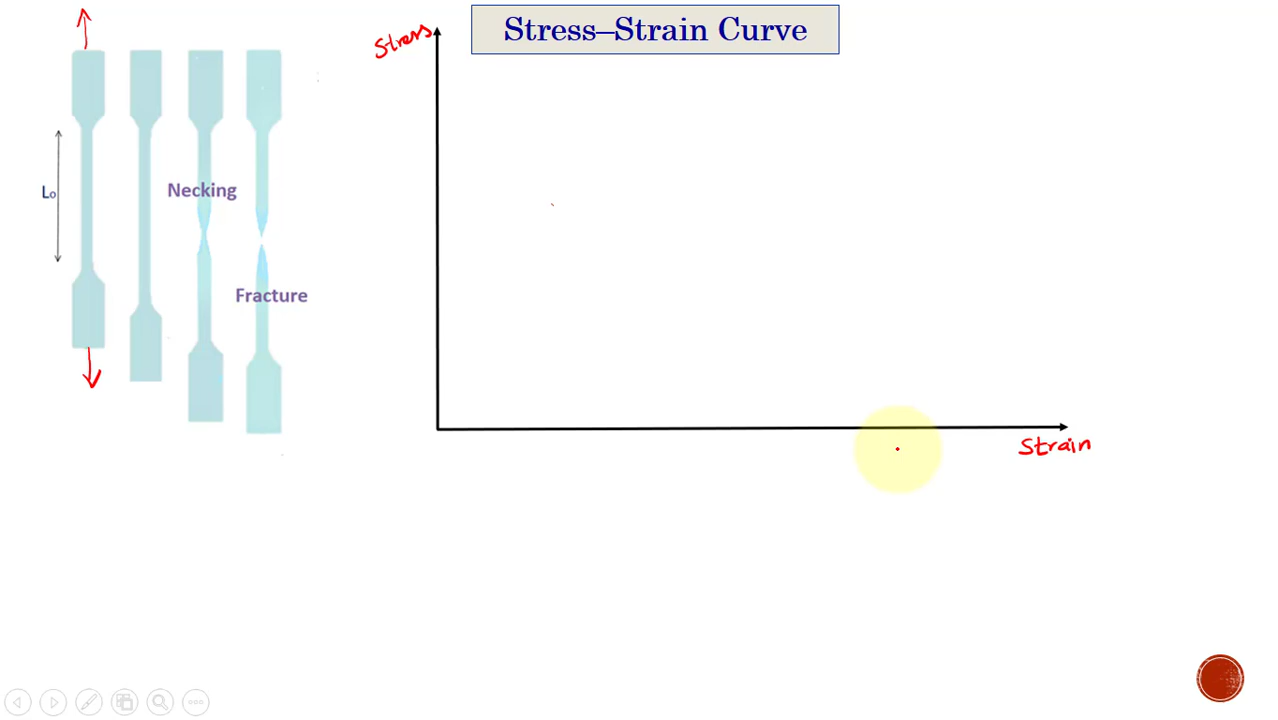 Stress–Strain Curve
Stress
Lo
Necking
Fracture
Strain